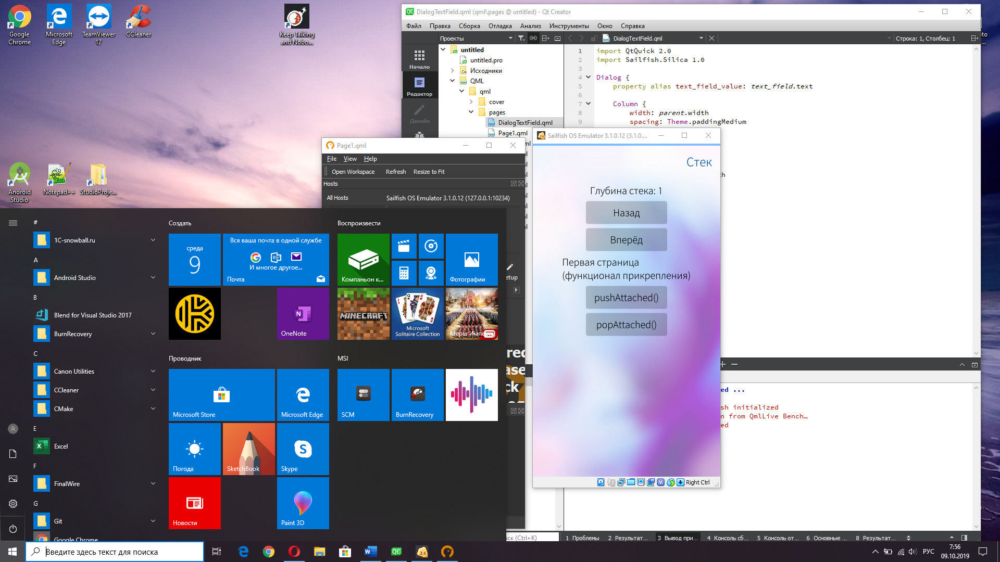 Google
Chrome
Microsoft
Edge
TeamViewer
12
CCleaner
Keep Talking
and Nobo...
Android
Studio
Notepad++
StudioProje...
DialogTextField.qml (qml\pages @ untitled) - Qt Creator
Файл Правка Сборка Отладка Анализ Инструменты Окно Справка
Проекты
DialogTextField.qml
Строка: 1, Столбец: 1
Начало
Редактор
Дизайн
untitled
untitled.pro
Исходники
QML
qml
cover
pages
DialogTextField.qml
Page1.qml
1 import QtQuick 2.0
2 import Sailfish.Silica 1.0
3
4 Dialog {
5 property alias text_field_value: text_field.text
6
7 Column {
8 width: parent.width
9 spacing: Theme.paddingMedium
Page1.qml
File View Help
Open Workspace Refresh Resize to Fit
Hosts
All Hosts
Sailfish OS Emulator 3.1.0.12 (127.0.0.1:10234)
etup
Sailfish OS Emulator 3.1.0.12 (3.1.0....
Стек
Глубина стека: 1
Назад
Вперёд
Первая страница
(функционал прикрепления)
pushAttached()
popAttached()
Right Ctrl
ed ...
sh initialized
n from QmlLive Bench…
ed
ск (Ctrl+K)
1 Проблемы
2 Результат...
3 Вывод при...
4 Консоль сб...
5 Консоль от...
6 Основные ...
8 Результат...
#
1C-snowball.ru
A
Android Studio
B
Blend for Visual Studio 2017
BurnRecovery
C
Canon Utilities
CCleaner
CMake
E
Excel
F
FinalWire
G
Git
Google Chrome
Создать
среда
9
Вся ваша почта в одной службе
И многое другое...
Почта
OneNote
Воспроизвести
Компаньон к...
Фотографии
MINECRAFT
Microsoft
Solitaire Collection
Марш Импе
Проводник
Microsoft Store
Microsoft Edge
Погода
SketchBook
Skype
Новости
Paint 3D
MSI
SCM
BurnRecovery
Введите здесь текст для поиска
РУС
7:56
09.10.2019